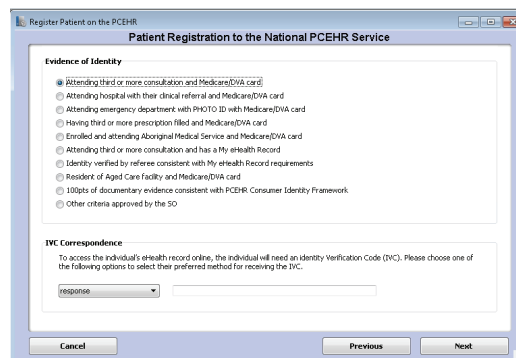 Register Patient on the PCEHR
Patient Registration to the National PCEHR Service
Evidence of Identity
Attending third or more consultation and Medicare/DVA card
Attending hospital with their clinical referral and Medicare/DVA card
Attending emergency department with PHOTO ID with Medicare/DVA card
Having third or more prescription filled and Medicare/DVA card
Enrolled and attending Aboriginal Medical Service and Medicare/DVA card
Attending third or more consultation and has a My eHealth Record
Identity verified by referee consistent with My eHealth Record requirements
Resident of Aged Care facility and Medicare/DVA card
100pts of documentary evidence consistent with PCEHR Consumer Identity Framework
Other criteria approved by the SO
IVC Correspondence
To access the individual's eHealth record online, the individual will need an identity Verification Code (IVC). Please choose one of
the following options to select their preferred method for receiving the IVC.
response
Cancel
Previous
Next